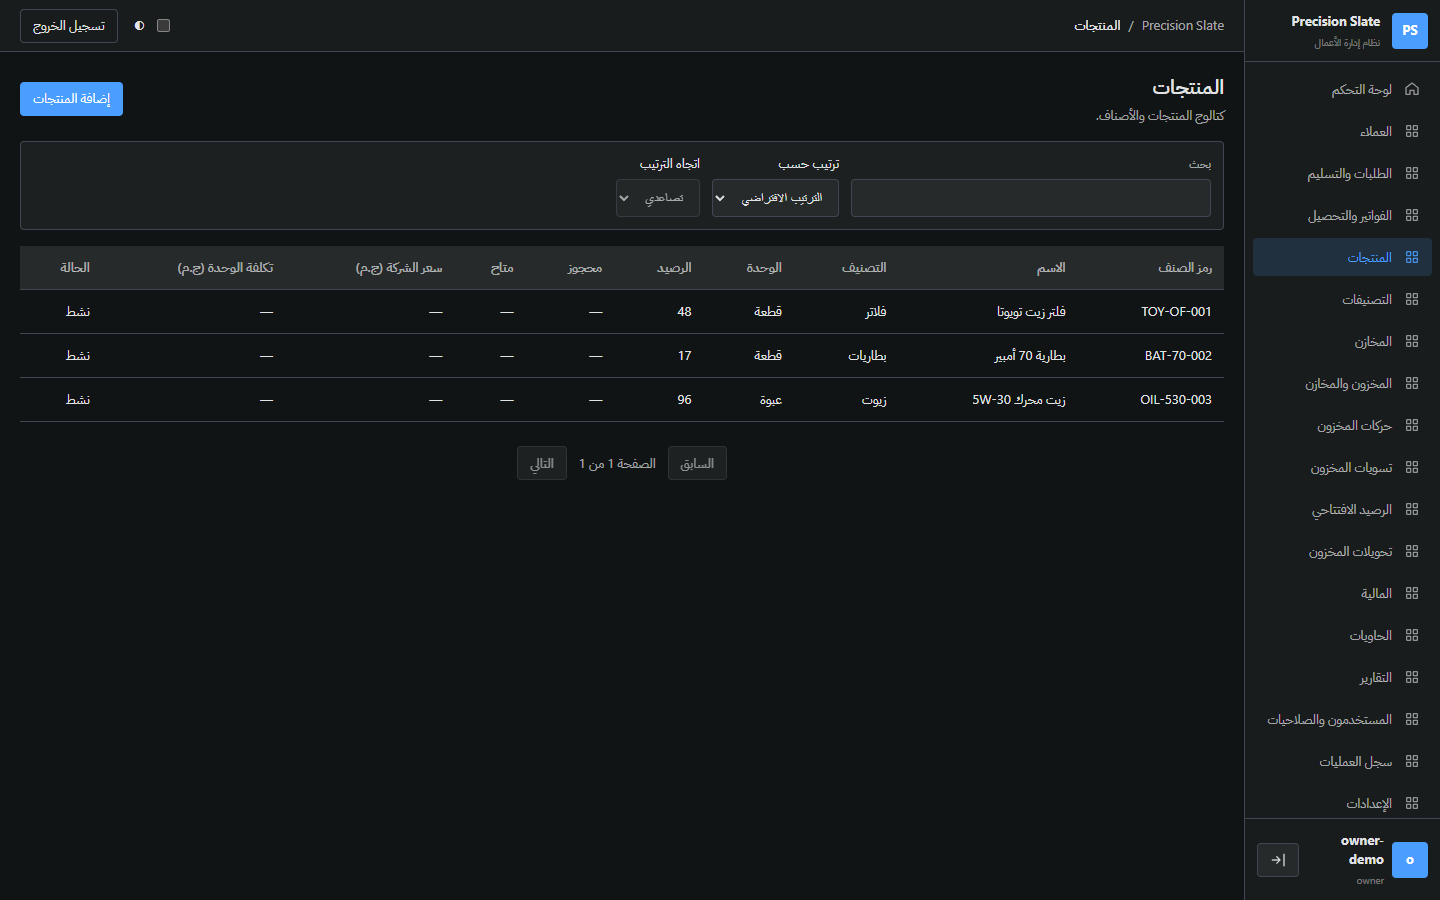 PS
Precision Slate
نظام إدارة الأعمال
لوحة التحكم
العملاء
الطلبات والتسليم
الفواتير والتحصيل
المنتجات
التصنيفات
المخازن
المخزون والمخازن
حركات المخزون
تسويات المخزون
الرصيد الافتتاحي
تحويلات المخزون
المالية
الحاويات
التقارير
المستخدمون والصلاحيات
سجل العمليات
الإعدادات
o
owner-
demo
owner
Precision Slate / المنتجات
تسجيل الخروج
المنتجات
كتالوج المنتجات والأصناف.
إضافة المنتجات
بحث
ترتيب حسب
الترتيب الافتراضي
اتجاه الترتيب
تصاعدي
رمز الصنف الاسم التصنيف الوحدة الرصيد محجوز متاح سعر الشركة (ج.م) تكلفة الوحدة (ج.م) الحالة
TOY-OF-001 فلتر زيت تويوتا فلاتر قطعة 48 — — — — نشط
BAT-70-002 بطارية 70 أمبير بطاريات قطعة 17 — — — — نشط
OIL-530-003 زيت محرك 5W-30 زيوت عبوة 96 — — — — نشط
السابق الصفحة 1 من 1 التالي